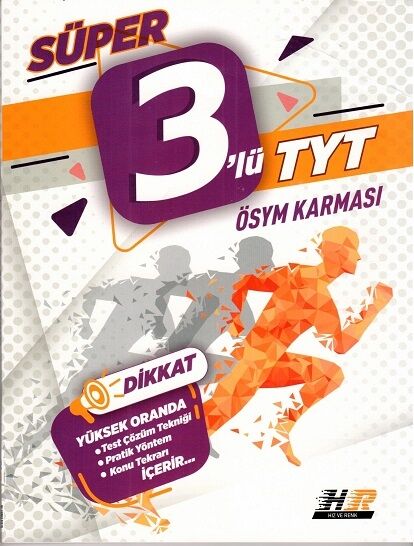 SÜPER
3'lü TYT
ÖSYM KARMASI
DİKKAT
YÜKSEK ORANDA
• Test Çözüm Tekniği
• Pratik Yöntem
• Konu Tekrarı
İÇERİR...
HR
HIZ VE RENK